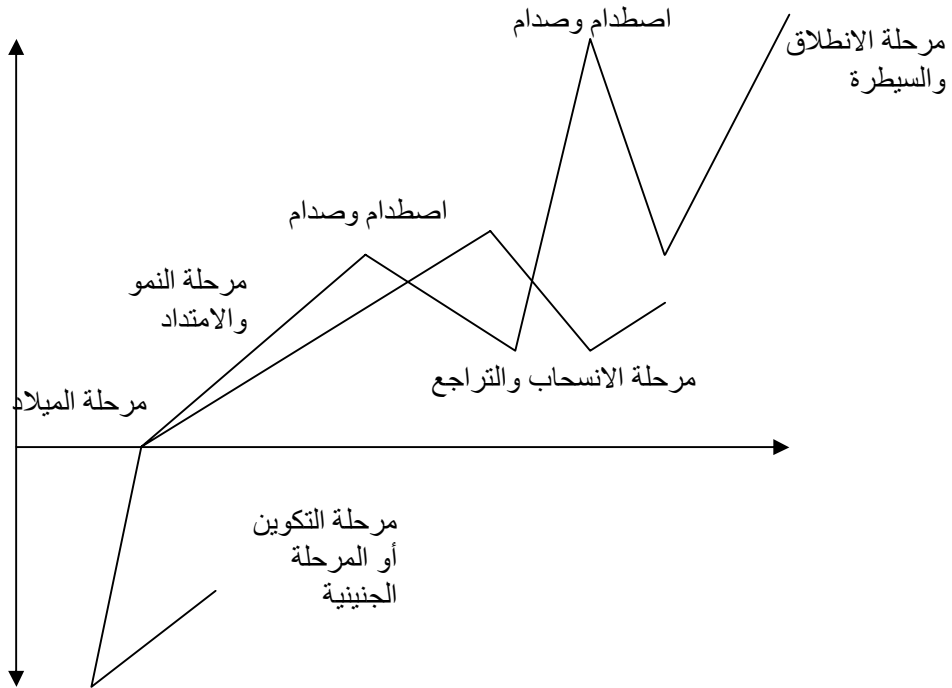 اصطدام وصدام
مرحلة الانطلاق
والسيطرة
اصطدام وصدام
مرحلة النمو
والامتداد
مرحلة الانسحاب والتراجع
مرحلة الميلاد
مرحلة التكوين
أو المرحلة
الجنينية